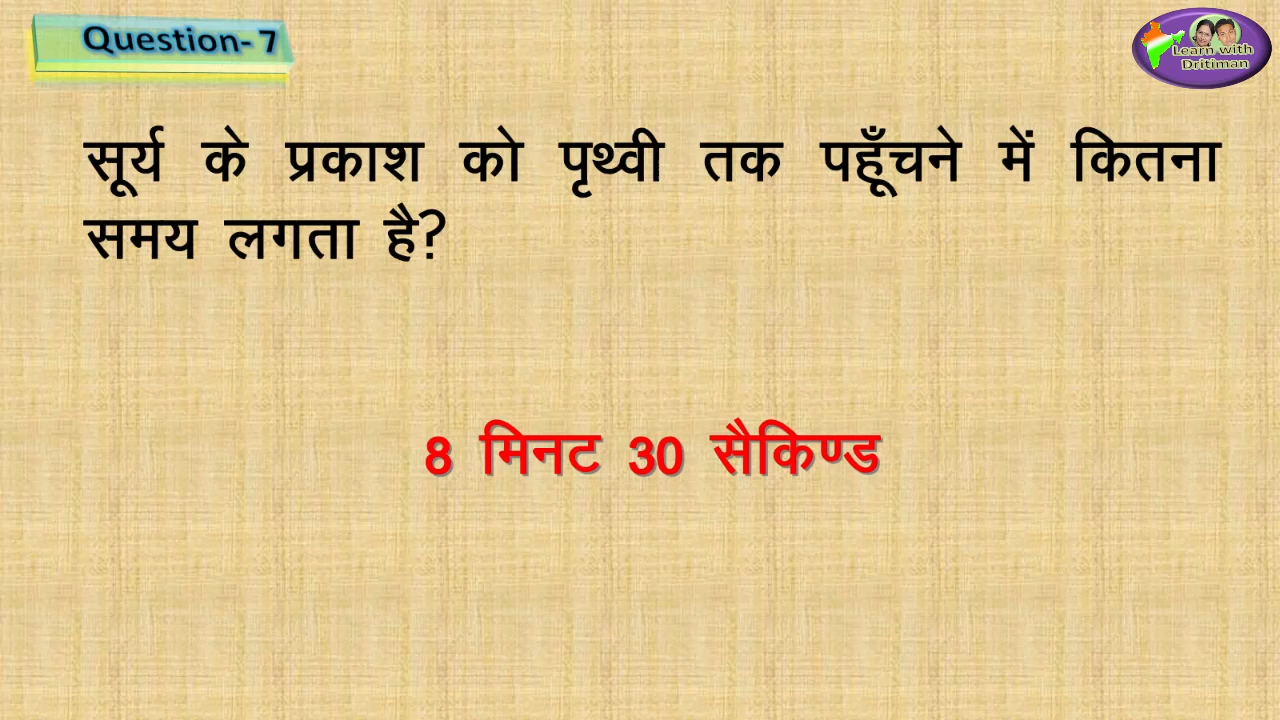 Question- 7
Learn with
Dritiman
सूर्य के प्रकाश को पृथ्वी तक पहूँचने में कितना
समय लगता है?
8 मिनट 30 सैकिण्ड